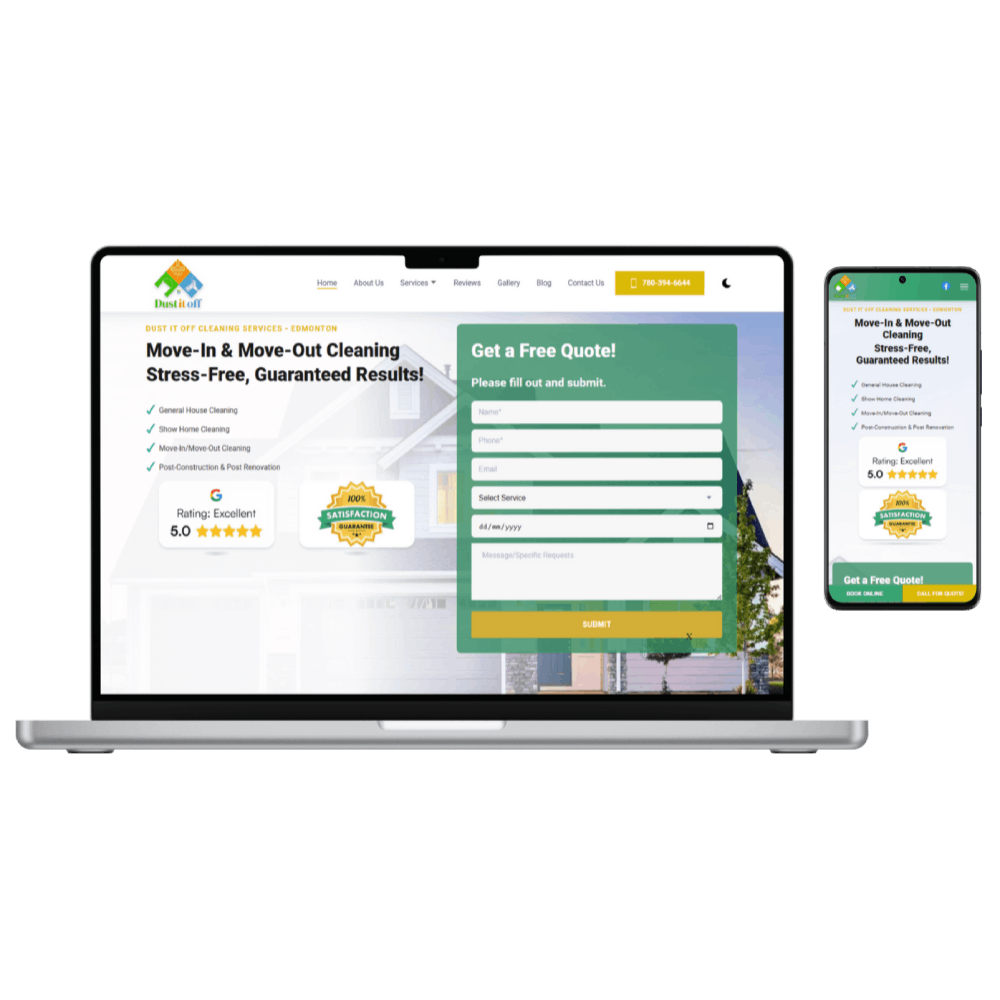 Dust it off
Home
About Us
Services
Reviews
Gallery
Blog
Contact Us
780-394-6644
DUST IT OFF CLEANING SERVICES - EDMONTON
Move-In & Move-Out Cleaning
Stress-Free, Guaranteed Results!
General House Cleaning
Show Home Cleaning
Move-In/Move-Out Cleaning
Post-Construction & Post Renovation
G
Rating: Excellent
5.0
100%
SATISFACTION
GUARANTEE
Get a Free Quote!
Please fill out and submit.
Name*
Phone*
Email
Select Service
dd/mm/yyyy
Message/Specific Requests
SUBMIT
x
DUST IT OFF CLEANING SERVICES - EDMONTON
Move-In & Move-Out
Cleaning
Stress-Free,
Guaranteed Results!
General House Cleaning
Show Home Cleaning
Move-In/Move-Out Cleaning
Post-Construction & Post Renovation
G
Rating: Excellent
5.0
100%
SATISFACTION
GUARANTEE
Get a Free Quote!
BOOK ONLINE
CALL FOR QUOTE!